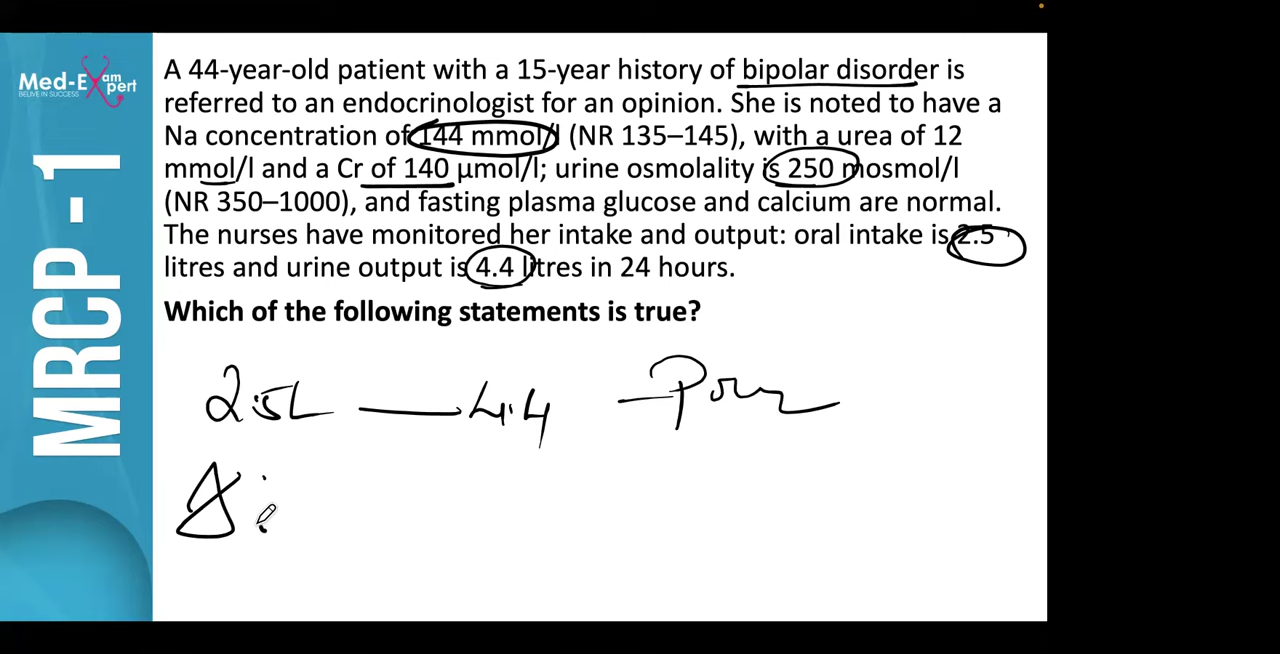 Med-Exam pert
BELIVE IN SUCCESS
MRCP - 1
A 44-year-old patient with a 15-year history of bipolar disorder is
referred to an endocrinologist for an opinion. She is noted to have a
Na concentration of 144 mmol/l (NR 135–145), with a urea of 12
mmol/l and a Cr of 140 µmol/l; urine osmolality is 250 mosmol/l
(NR 350–1000), and fasting plasma glucose and calcium are normal.
The nurses have monitored her intake and output: oral intake is 2.5
litres and urine output is 4.4 litres in 24 hours.
Which of the following statements is true?
2.5L — 4.4